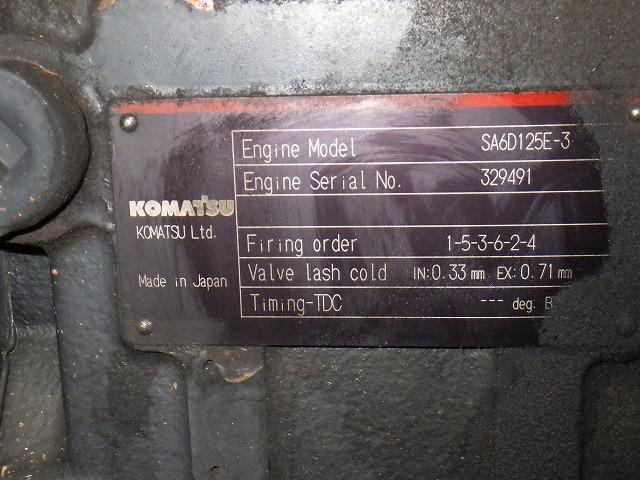 Engine Model SA6D125E-3
Engine Serial No. 329491
KOMATSU
KOMATSU Ltd.
Firing order 1-5-3-6-2-4
Valve lash cold IN:0.33 mm EX:0.71 mm
Made in Japan
Timing-TDC --- deg. B